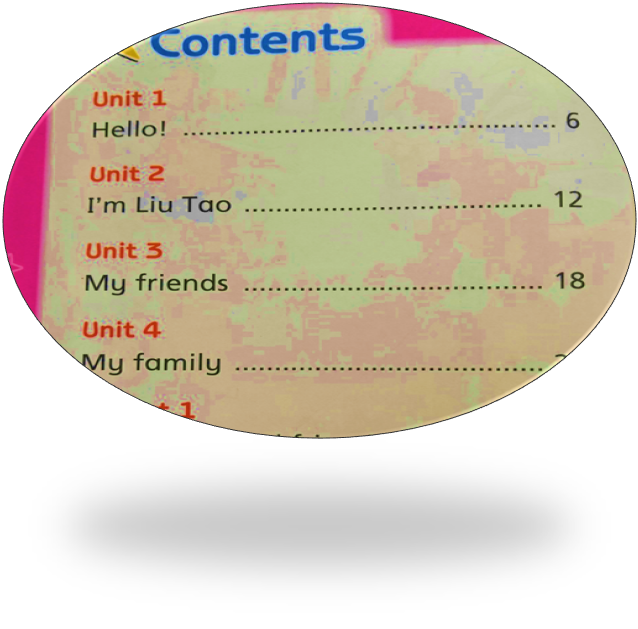 Contents
Unit 1
Hello! ........................................................ 6
Unit 2
I'm Liu Tao ............................................. 12
Unit 3
My friends ............................................. 18
Unit 4
My family ...............................................
1